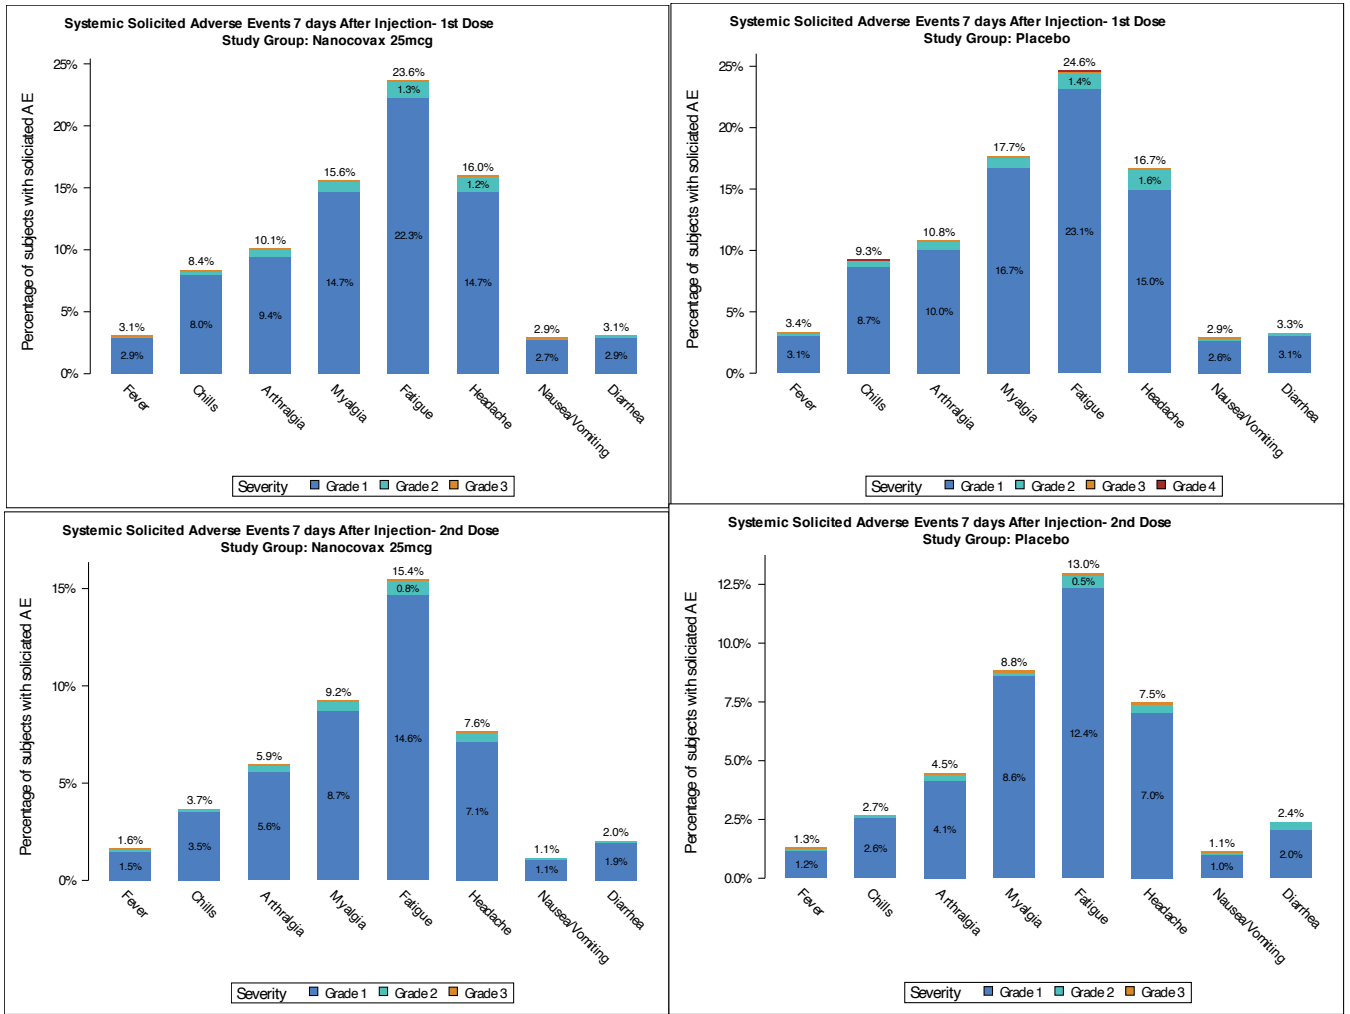 Systemic Solicited Adverse Events 7 days After Injection- 1st Dose
Study Group: Nanocovax 25mcg
Percentage of subjects with soliciated AE
25%
20%
15%
10%
5%
0%
3.1%
2.9%
8.4%
8.0%
10.1%
9.4%
15.6%
14.7%
23.6%
1.3%
22.3%
16.0%
1.2%
14.7%
2.9%
2.7%
3.1%
2.9%
Fever
Chills
Arthralgia
Myalgia
Fatigue
Headache
Nausea/Vomiting
Diarrhea
Severity Grade 1 Grade 2 Grade 3
Systemic Solicited Adverse Events 7 days After Injection- 1st Dose
Study Group: Placebo
Percentage of subjects with soliciated AE
25%
20%
15%
10%
5%
0%
3.4%
3.1%
9.3%
8.7%
10.8%
10.0%
17.7%
16.7%
24.6%
1.4%
23.1%
16.7%
1.6%
15.0%
2.9%
2.6%
3.3%
3.1%
Fever
Chills
Arthralgia
Myalgia
Fatigue
Headache
Nausea/Vomiting
Diarrhea
Severity Grade 1 Grade 2 Grade 3 Grade 4
Systemic Solicited Adverse Events 7 days After Injection- 2nd Dose
Study Group: Nanocovax 25mcg
Percentage of subjects with soliciated AE
15%
10%
5%
0%
1.6%
1.5%
3.7%
3.5%
5.9%
5.6%
9.2%
8.7%
15.4%
0.8%
14.6%
7.6%
7.1%
1.1%
1.1%
2.0%
1.9%
Fever
Chills
Arthralgia
Myalgia
Fatigue
Headache
Nausea/Vomiting
Diarrhea
Severity Grade 1 Grade 2 Grade 3
Systemic Solicited Adverse Events 7 days After Injection- 2nd Dose
Study Group: Placebo
Percentage of subjects with soliciated AE
12.5%
10.0%
7.5%
5.0%
2.5%
0.0%
1.3%
1.2%
2.7%
2.6%
4.5%
4.1%
8.8%
8.6%
13.0%
0.5%
12.4%
7.5%
7.0%
1.1%
1.0%
2.4%
2.0%
Fever
Chills
Arthralgia
Myalgia
Fatigue
Headache
Nausea/Vomiting
Diarrhea
Severity Grade 1 Grade 2 Grade 3